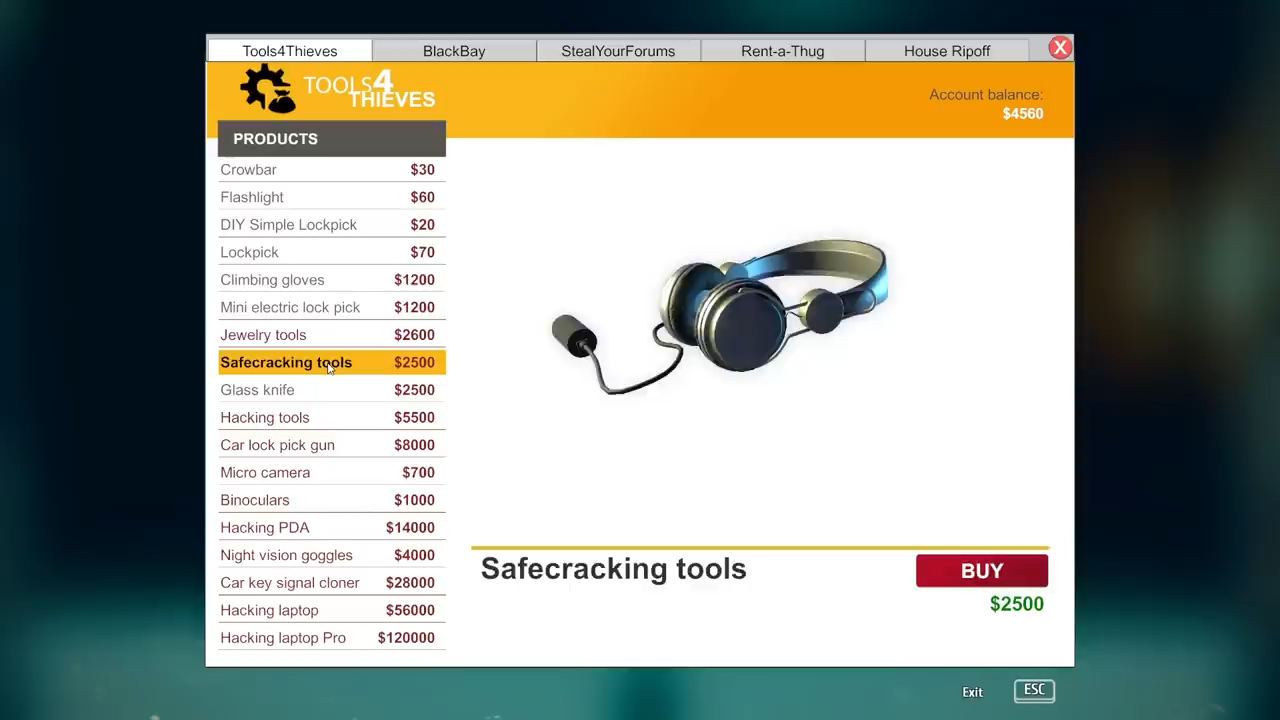 Tools4Thieves
BlackBay
StealYourForums
Rent-a-Thug
House Ripoff
X
TOOLS4
THIEVES
Account balance:
$4560
PRODUCTS
Crowbar $30
Flashlight $60
DIY Simple Lockpick $20
Lockpick $70
Climbing gloves $1200
Mini electric lock pick $1200
Jewelry tools $2600
Safecracking tools $2500
Glass knife $2500
Hacking tools $5500
Car lock pick gun $8000
Micro camera $700
Binoculars $1000
Hacking PDA $14000
Night vision goggles $4000
Car key signal cloner $28000
Hacking laptop $56000
Hacking laptop Pro $120000
Safecracking tools
BUY
$2500
Exit ESC